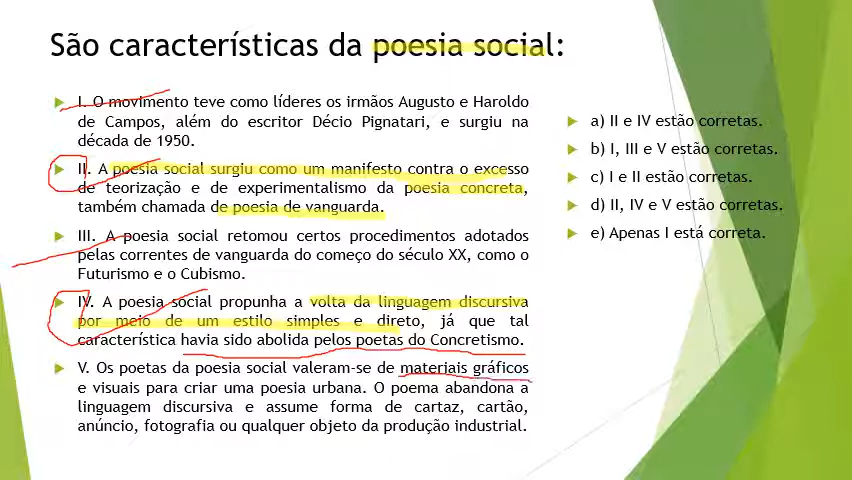 São características da poesia social:
I. O movimento teve como líderes os irmãos Augusto e Haroldo
de Campos, além do escritor Décio Pignatari, e surgiu na
década de 1950.
II. A poesia social surgiu como um manifesto contra o excesso
de teorização e de experimentalismo da poesia concreta,
também chamada de poesia de vanguarda.
III. A poesia social retomou certos procedimentos adotados
pelas correntes de vanguarda do começo do século XX, como o
Futurismo e o Cubismo.
IV. A poesia social propunha a volta da linguagem discursiva
por meio de um estilo simples e direto, já que tal
característica havia sido abolida pelos poetas do Concretismo.
V. Os poetas da poesia social valeram-se de materiais gráficos
e visuais para criar uma poesia urbana. O poema abandona a
linguagem discursiva e assume forma de cartaz, cartão,
anúncio, fotografia ou qualquer objeto da produção industrial.
a) II e IV estão corretas.
b) I, III e V estão corretas.
c) I e II estão corretas.
d) II, IV e V estão corretas.
e) Apenas I está correta.